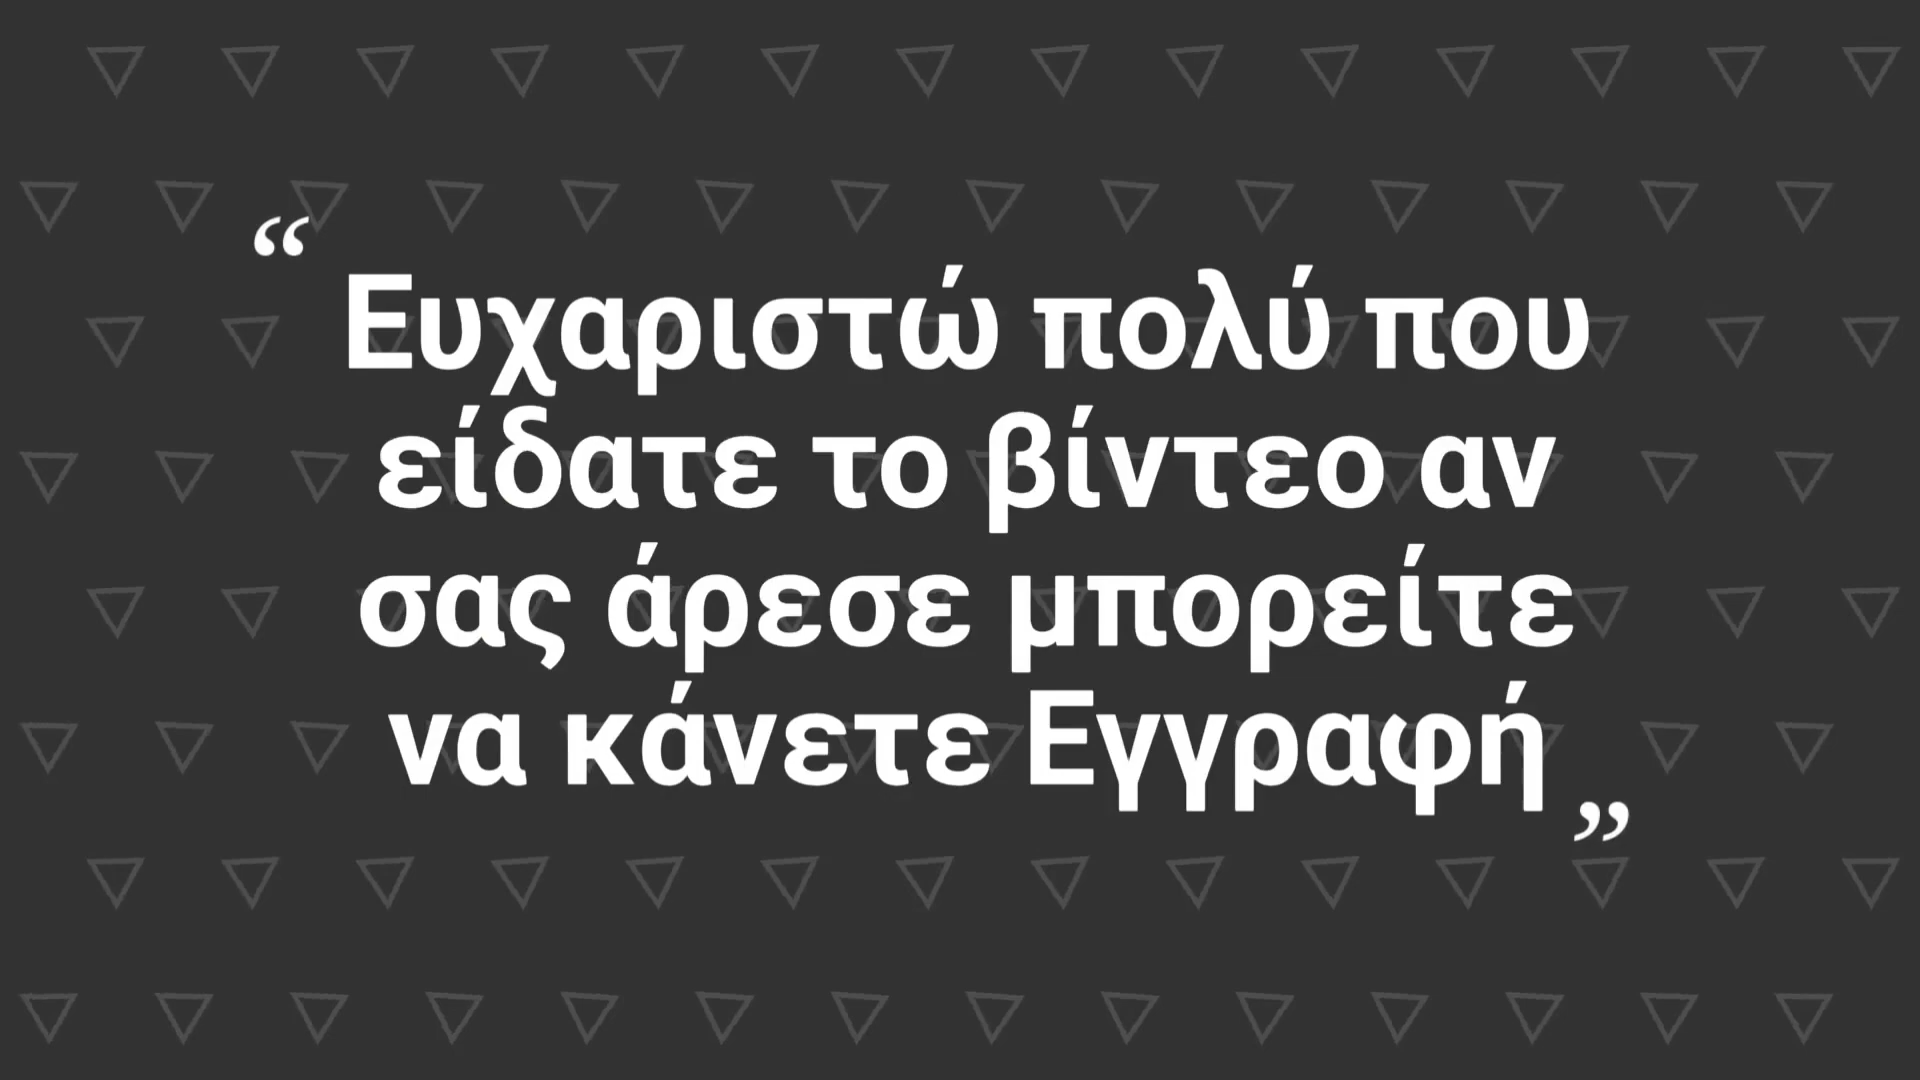 “
Ευχαριστώ πολύ που
είδατε το βίντεο αν
σας άρεσε μπορείτε
να κάνετε Εγγραφή
”